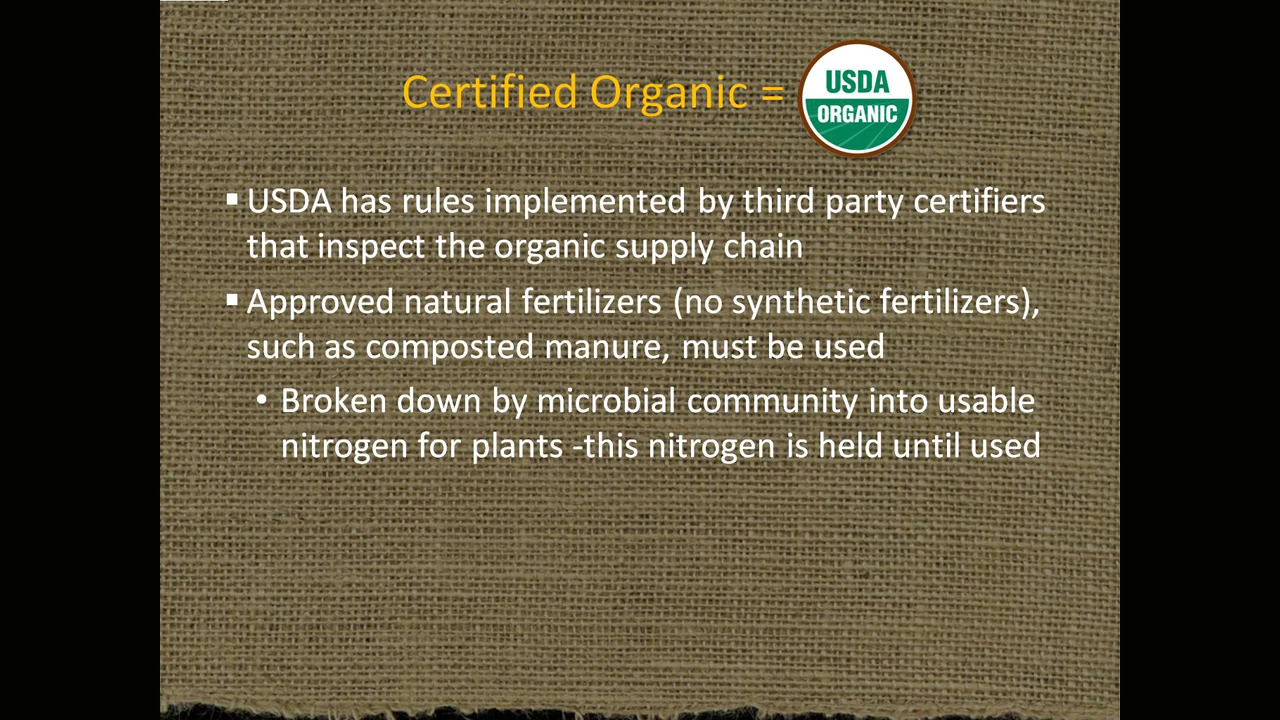 Certified Organic =
USDA
ORGANIC
▪ USDA has rules implemented by third party certifiers
that inspect the organic supply chain
▪ Approved natural fertilizers (no synthetic fertilizers),
such as composted manure, must be used
• Broken down by microbial community into usable
nitrogen for plants -this nitrogen is held until used